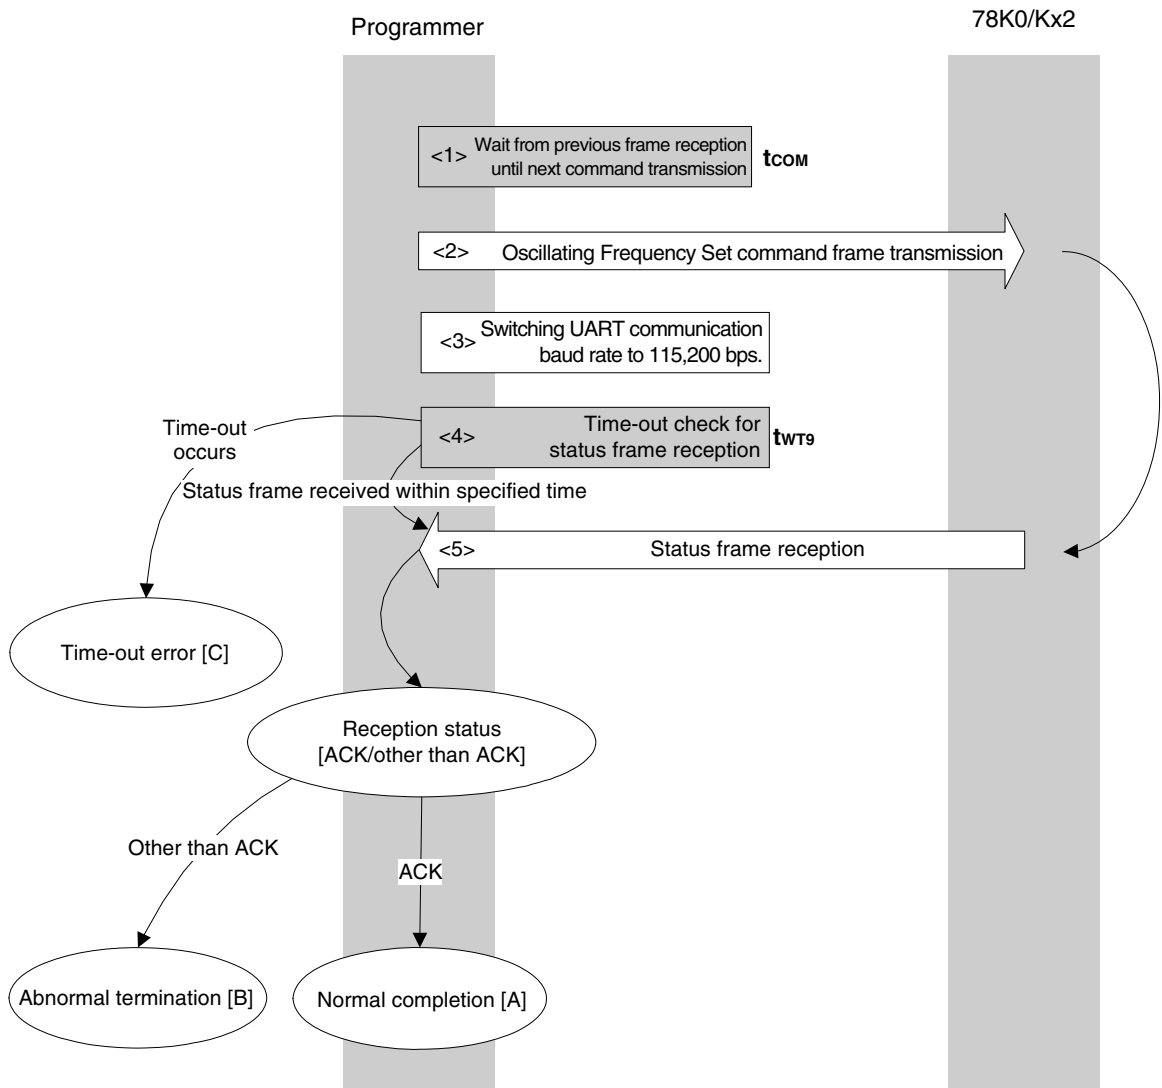 Programmer
78K0/Kx2
<1> Wait from previous frame reception
until next command transmission
tCOM
<2> Oscillating Frequency Set command frame transmission
<3> Switching UART communication
baud rate to 115,200 bps.
Time-out
occurs
<4> Time-out check for
status frame reception
tWT9
Status frame received within specified time
<5> Status frame reception
Time-out error [C]
Reception status
[ACK/other than ACK]
Other than ACK
ACK
Abnormal termination [B]
Normal completion [A]